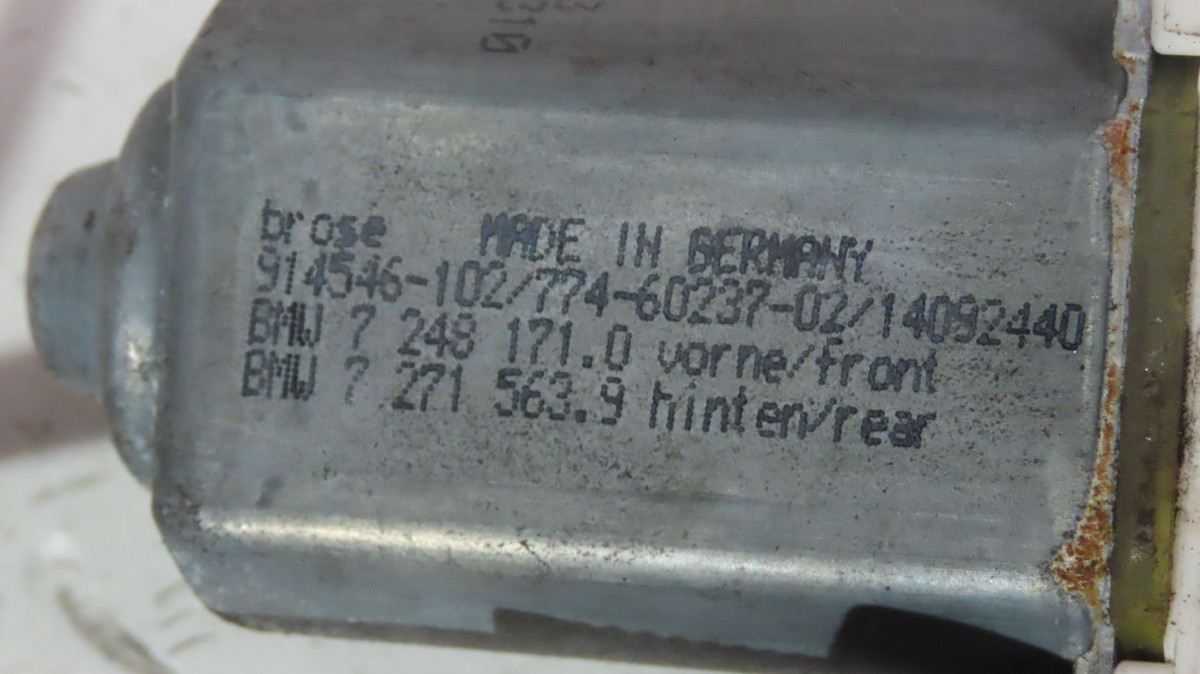 brose MADE IN GERMANY
914546-102/774-60237-02/14092440
BMW 7 248 171.0 vorne/front
BMW 7 271 563.9 hinten/rear